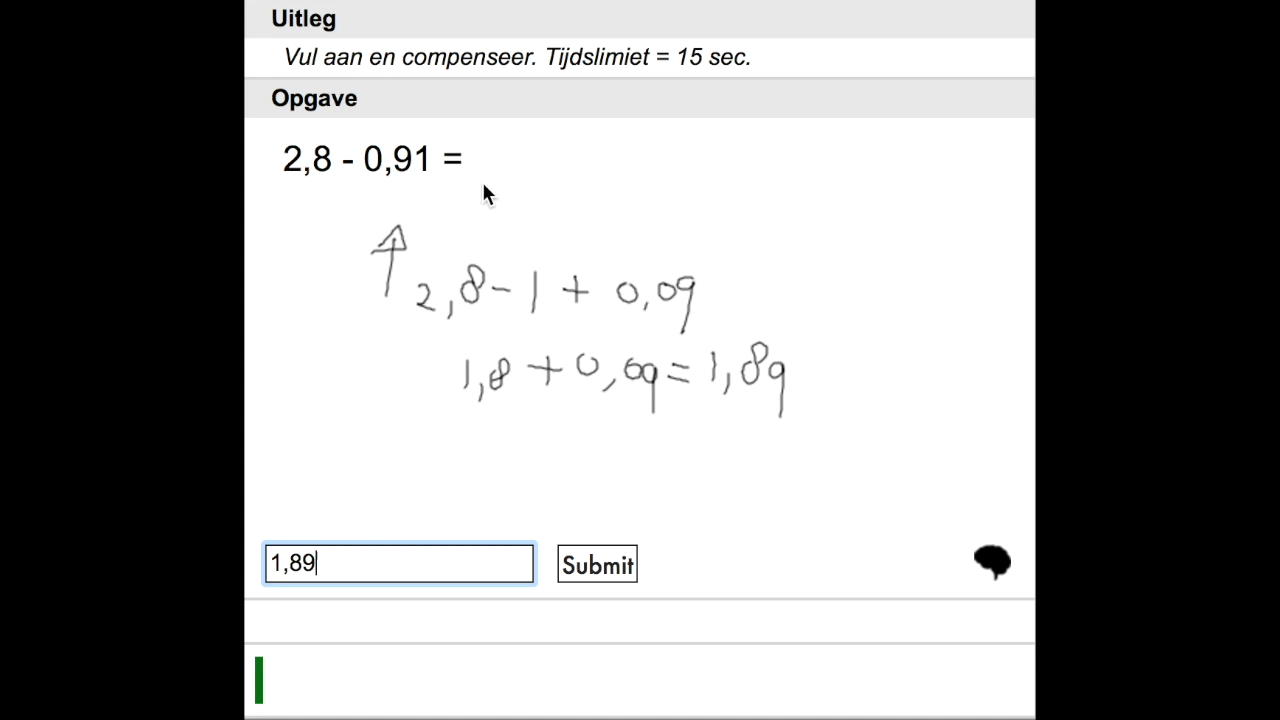 Uitleg
Vul aan en compenseer. Tijdslimiet = 15 sec.
Opgave
2,8 - 0,91 =
2,8 - 1 + 0,09
1,8 + 0,09 = 1,89
1,89
Submit